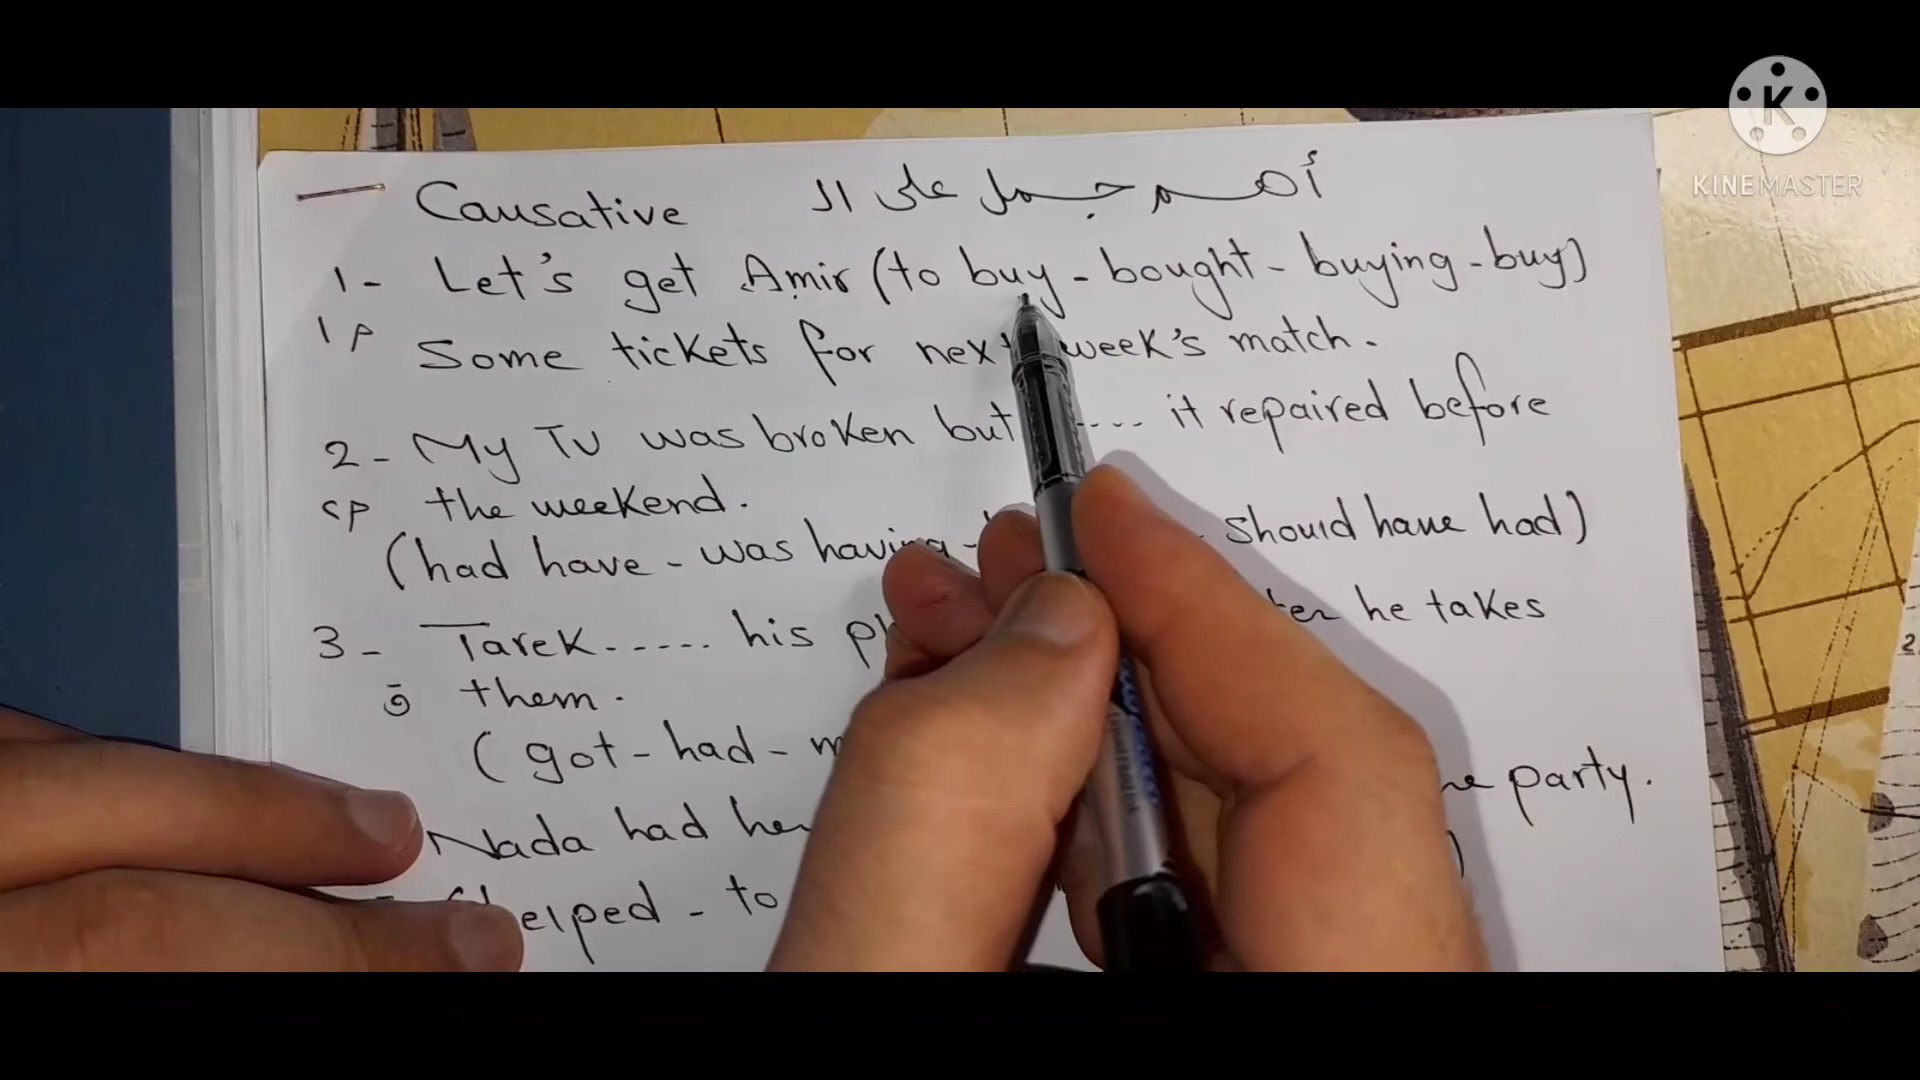 KINEMASTER
Causative أهم جمل على ال
1- Let's get Amir (to buy - bought - buying - buy)
Some tickets for next week's match.
2- My TV was broken but .... it repaired before
the weekend.
(had have - was having - should have had)
3- Tarek ..... his he takes
them.
(got - had -
party.
Nada had her
helped - to